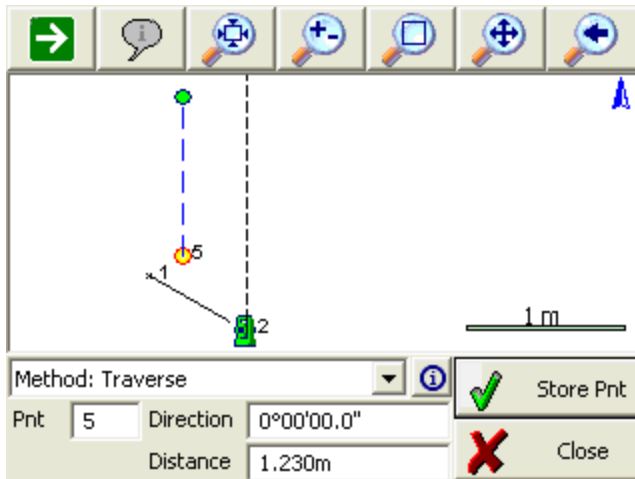 5
1
2
1 m
Method: Traverse
Store Pnt
Pnt 5 Direction 0°00'00.0"
Distance 1.230m
Close